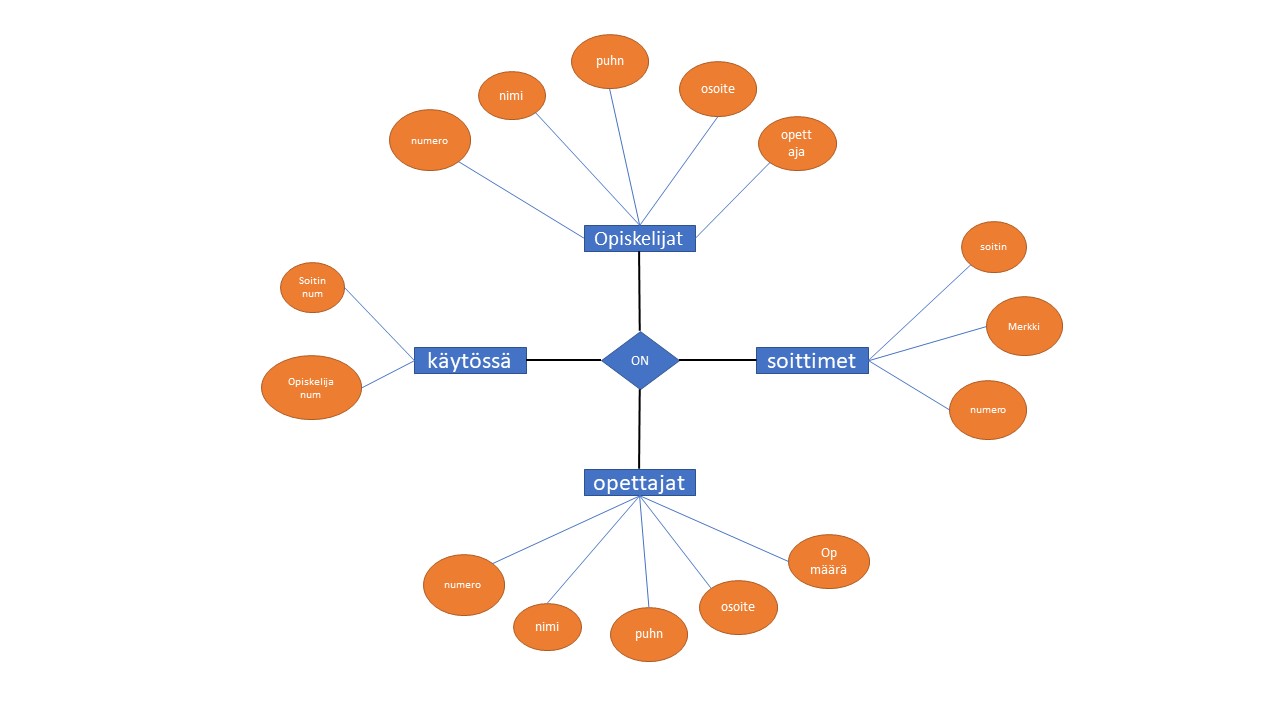 puhn
osoite
nimi
opett
aja
numero
Opiskelijat
soitin
Soitin
num
Merkki
käytössä
ON
soittimet
Opiskelija
num
numero
opettajat
Op
määrä
numero
osoite
nimi
puhn